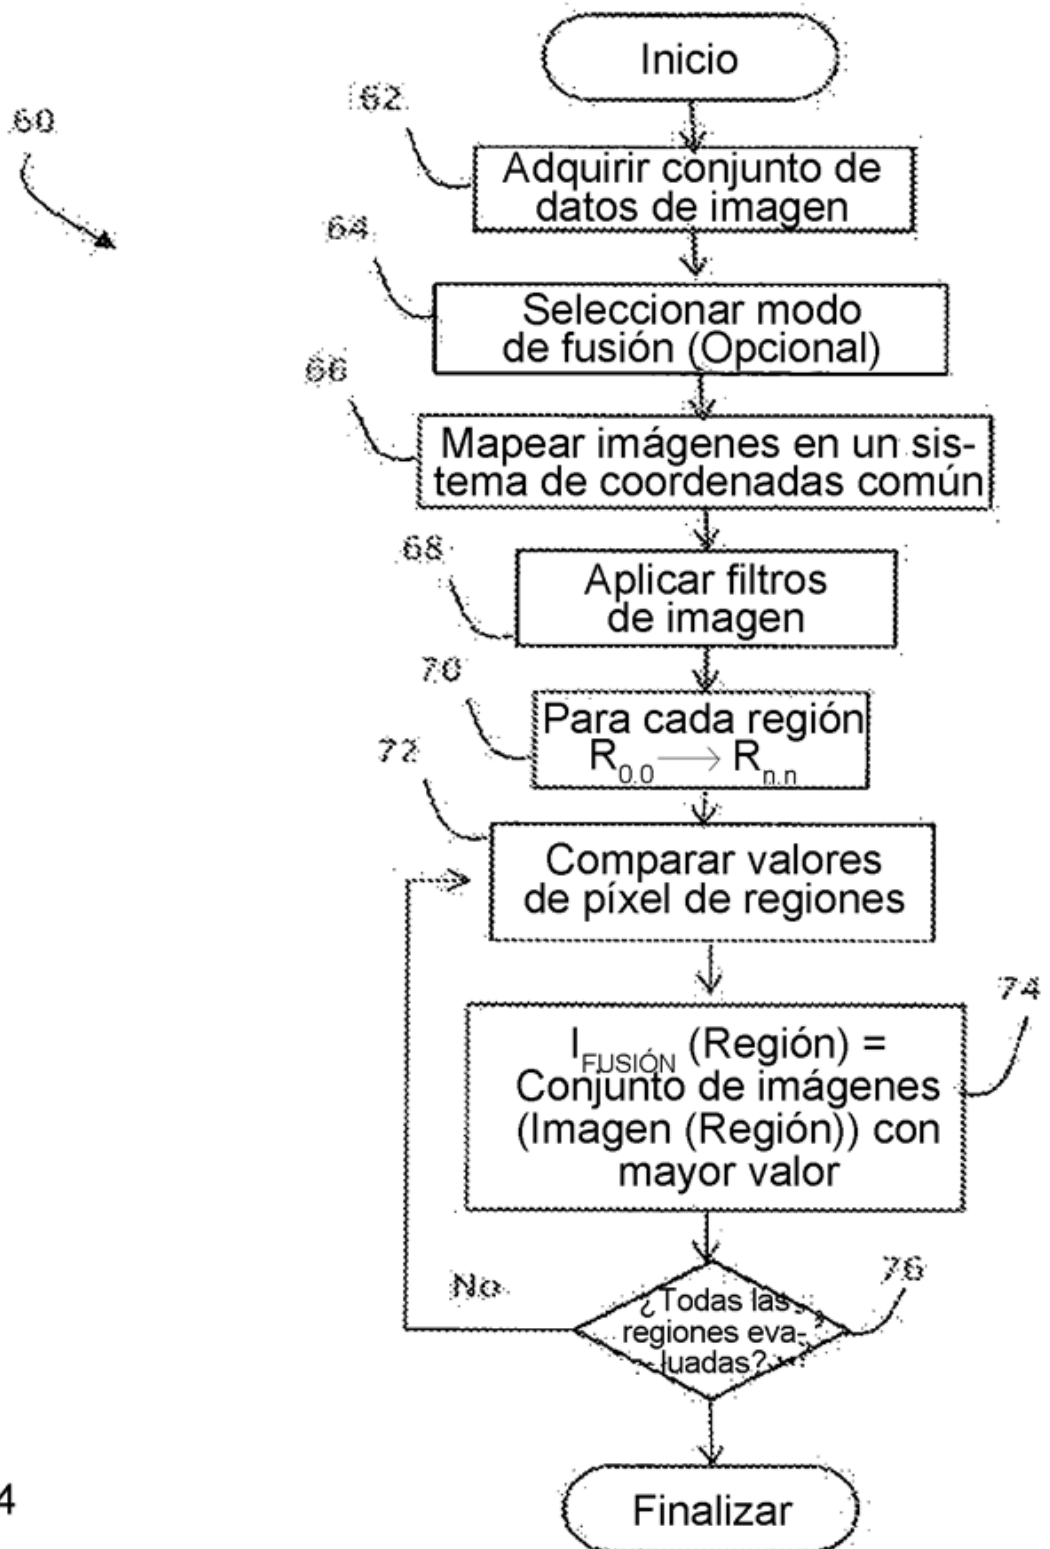 Inicio
60
62
Adquirir conjunto de
datos de imagen
64
Seleccionar modo
de fusión (Opcional)
66
Mapear imágenes en un sis-
tema de coordenadas común
68
Aplicar filtros
de imagen
70
Para cada región
R0.0 → Rn.n
72
Comparar valores
de píxel de regiones
74
IFUSIÓN (Región) =
Conjunto de imágenes
(Imagen (Región)) con
mayor valor
76
No
¿Todas las
regiones eva-
luadas?
Finalizar
4